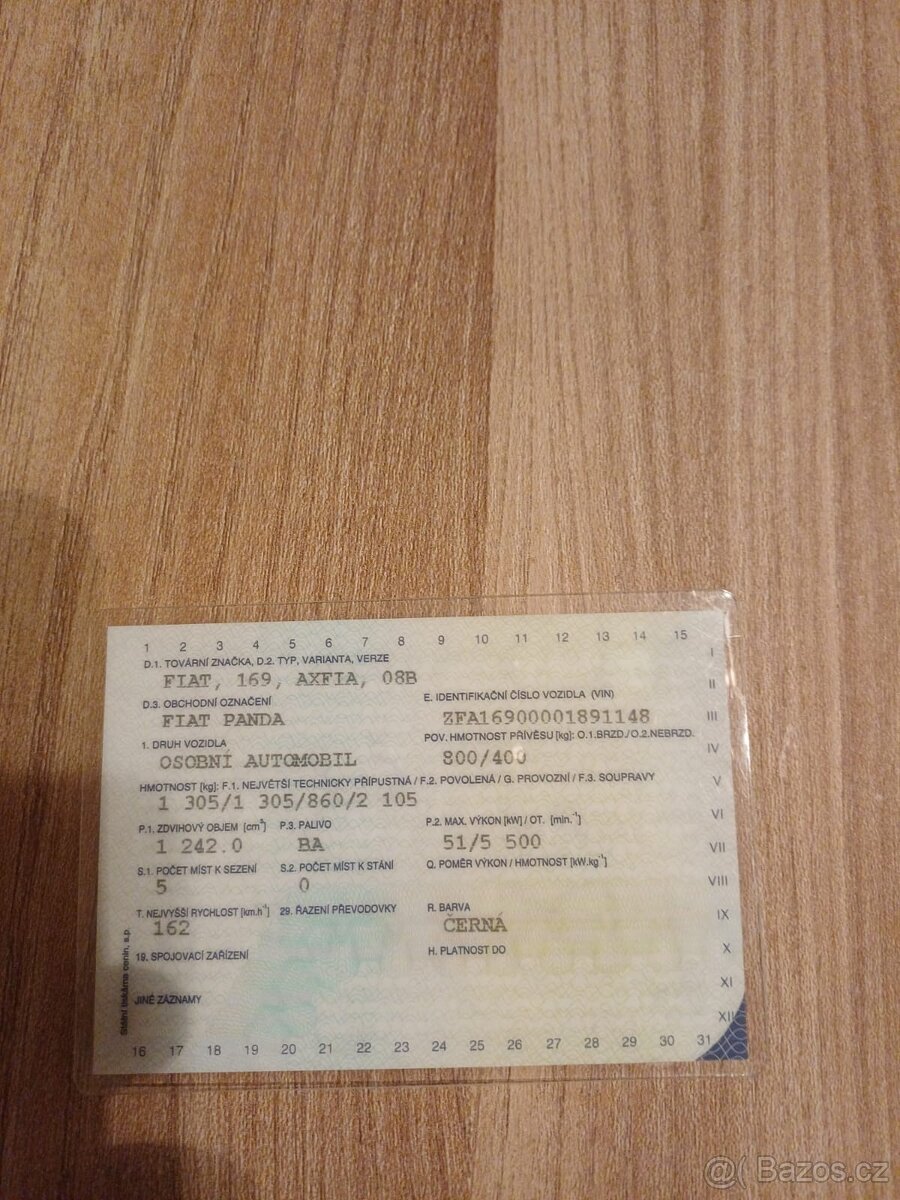 1 2 3 4 5 6 7 8 9 10 11 12 13 14 15
D.1. TOVÁRNÍ ZNAČKA, D.2. TYP, VARIANTA, VERZE
FIAT, 169, AXFIA, 08B
D.3. OBCHODNÍ OZNAČENÍ E. IDENTIFIKAČNÍ ČÍSLO VOZIDLA (VIN)
FIAT PANDA ZFA16900001891148
1. DRUH VOZIDLA POV. HMOTNOST PŘÍVĚSU [kg]: O.1.BRZD./O.2.NEBRZD.
OSOBNÍ AUTOMOBIL 800/400
HMOTNOST [kg]: F.1. NEJVĚTŠÍ TECHNICKY PŘÍPUSTNÁ / F.2. POVOLENÁ / G. PROVOZNÍ / F.3. SOUPRAVY
1 305/1 305/860/2 105
P.1. ZDVIHOVÝ OBJEM [cm³] P.3. PALIVO P.2. MAX. VÝKON [kW] / OT. [min.⁻¹]
1 242.0 BA 51/5 500
S.1. POČET MÍST K SEZENÍ S.2. POČET MÍST K STÁNÍ Q. POMĚR VÝKON / HMOTNOST [kW.kg⁻¹]
5 0
T. NEJVYŠŠÍ RYCHLOST [km.h⁻¹] 29. ŘAZENÍ PŘEVODOVKY R. BARVA
162 ČERNÁ
19. SPOJOVACÍ ZAŘÍZENÍ H. PLATNOST DO
JINÉ ZÁZNAMY
16 17 18 19 20 21 22 23 24 25 26 27 28 29 30 31
I
II
III
IV
V
VI
VII
VIII
IX
X
XI
XII
Státní tiskárna cenin, s.p.
@( Bazos.cz